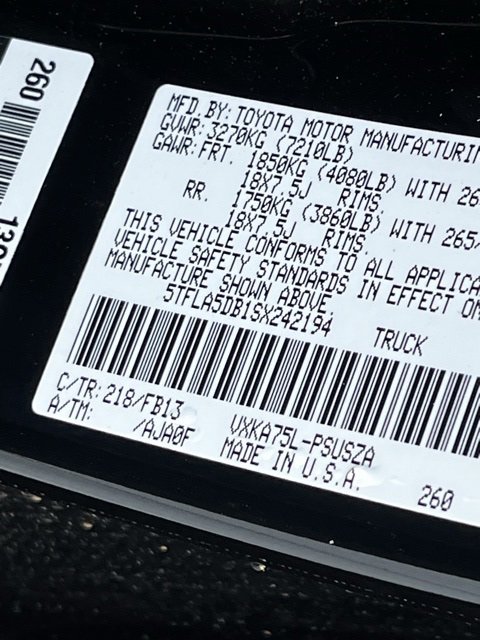 260
MFD. BY: TOYOTA MOTOR MANUFACTURIN
GVWR: 3270KG (7210LB)
GAWR: FRT. 1850KG (4080LB) WITH 26
18X7.5J RIMS,
RR. 1750KG (3860LB) WITH 265/
18X7.5J RIMS,
THIS VEHICLE CONFORMS TO ALL APPLICA
VEHICLE SAFETY STANDARDS IN EFFECT ON
MANUFACTURE SHOWN ABOVE.
5TFLA5DB1SX242194 TRUCK
C/TR: 218/FB13 VXKA75L-PSUSZA
A/TM: /AJA0F MADE IN U.S.A.
260